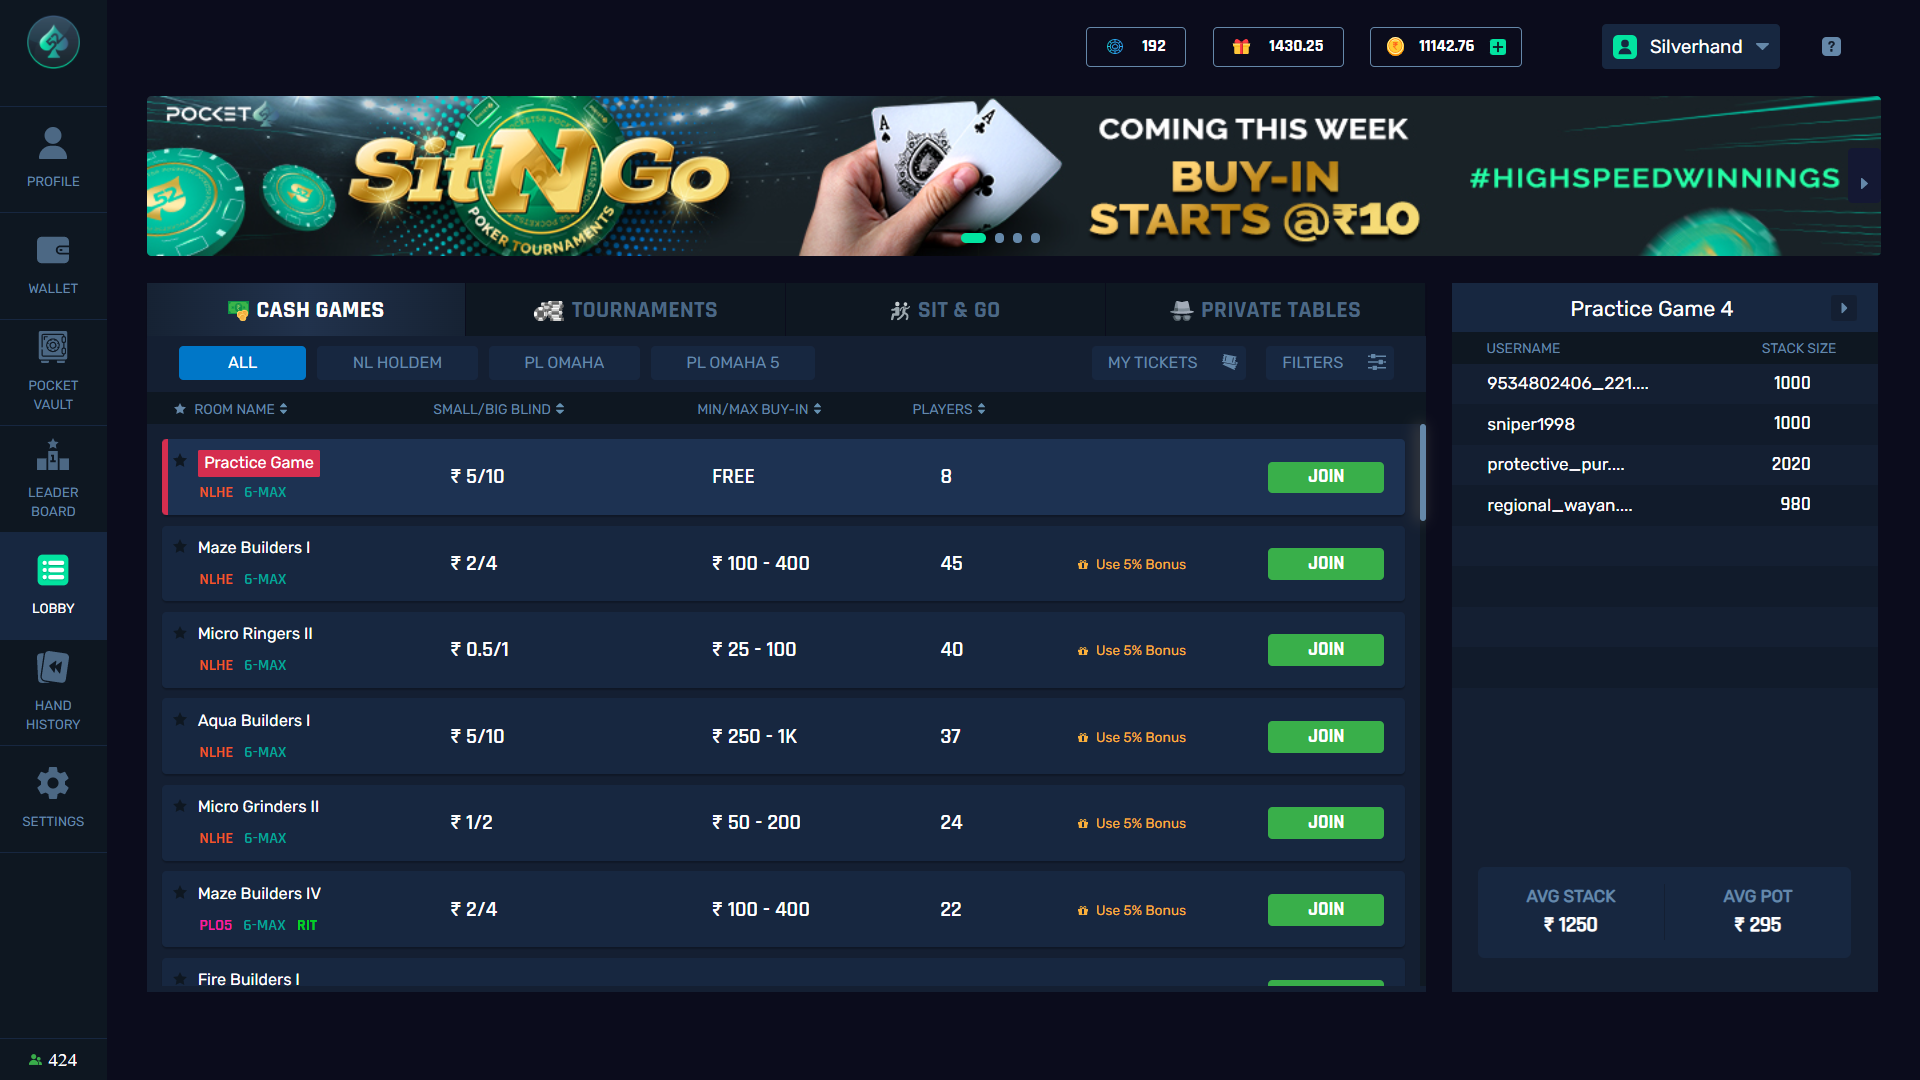 192
1430.25
11142.76
Silverhand
?
POCKET52
SitNGo
POKER TOURNAMENTS
COMING THIS WEEK
BUY-IN
STARTS @₹10
#HIGHSPEEDWINNINGS
PROFILE
WALLET
POCKET
VAULT
LEADER
BOARD
LOBBY
HAND
HISTORY
SETTINGS
424
CASH GAMES
TOURNAMENTS
SIT & GO
PRIVATE TABLES
ALL
NL HOLDEM
PL OMAHA
PL OMAHA 5
MY TICKETS
FILTERS
ROOM NAME
SMALL/BIG BLIND
MIN/MAX BUY-IN
PLAYERS
Practice Game
NLHE 6-MAX
₹ 5/10
FREE
8
JOIN
Maze Builders I
NLHE 6-MAX
₹ 2/4
₹ 100 - 400
45
Use 5% Bonus
JOIN
Micro Ringers II
NLHE 6-MAX
₹ 0.5/1
₹ 25 - 100
40
Use 5% Bonus
JOIN
Aqua Builders I
NLHE 6-MAX
₹ 5/10
₹ 250 - 1K
37
Use 5% Bonus
JOIN
Micro Grinders II
NLHE 6-MAX
₹ 1/2
₹ 50 - 200
24
Use 5% Bonus
JOIN
Maze Builders IV
PLO5 6-MAX RIT
₹ 2/4
₹ 100 - 400
22
Use 5% Bonus
JOIN
Fire Builders I
Practice Game 4
USERNAME STACK SIZE
9534802406_221.... 1000
sniper1998 1000
protective_pur.... 2020
regional_wayan.... 980
AVG STACK
₹ 1250
AVG POT
₹ 295